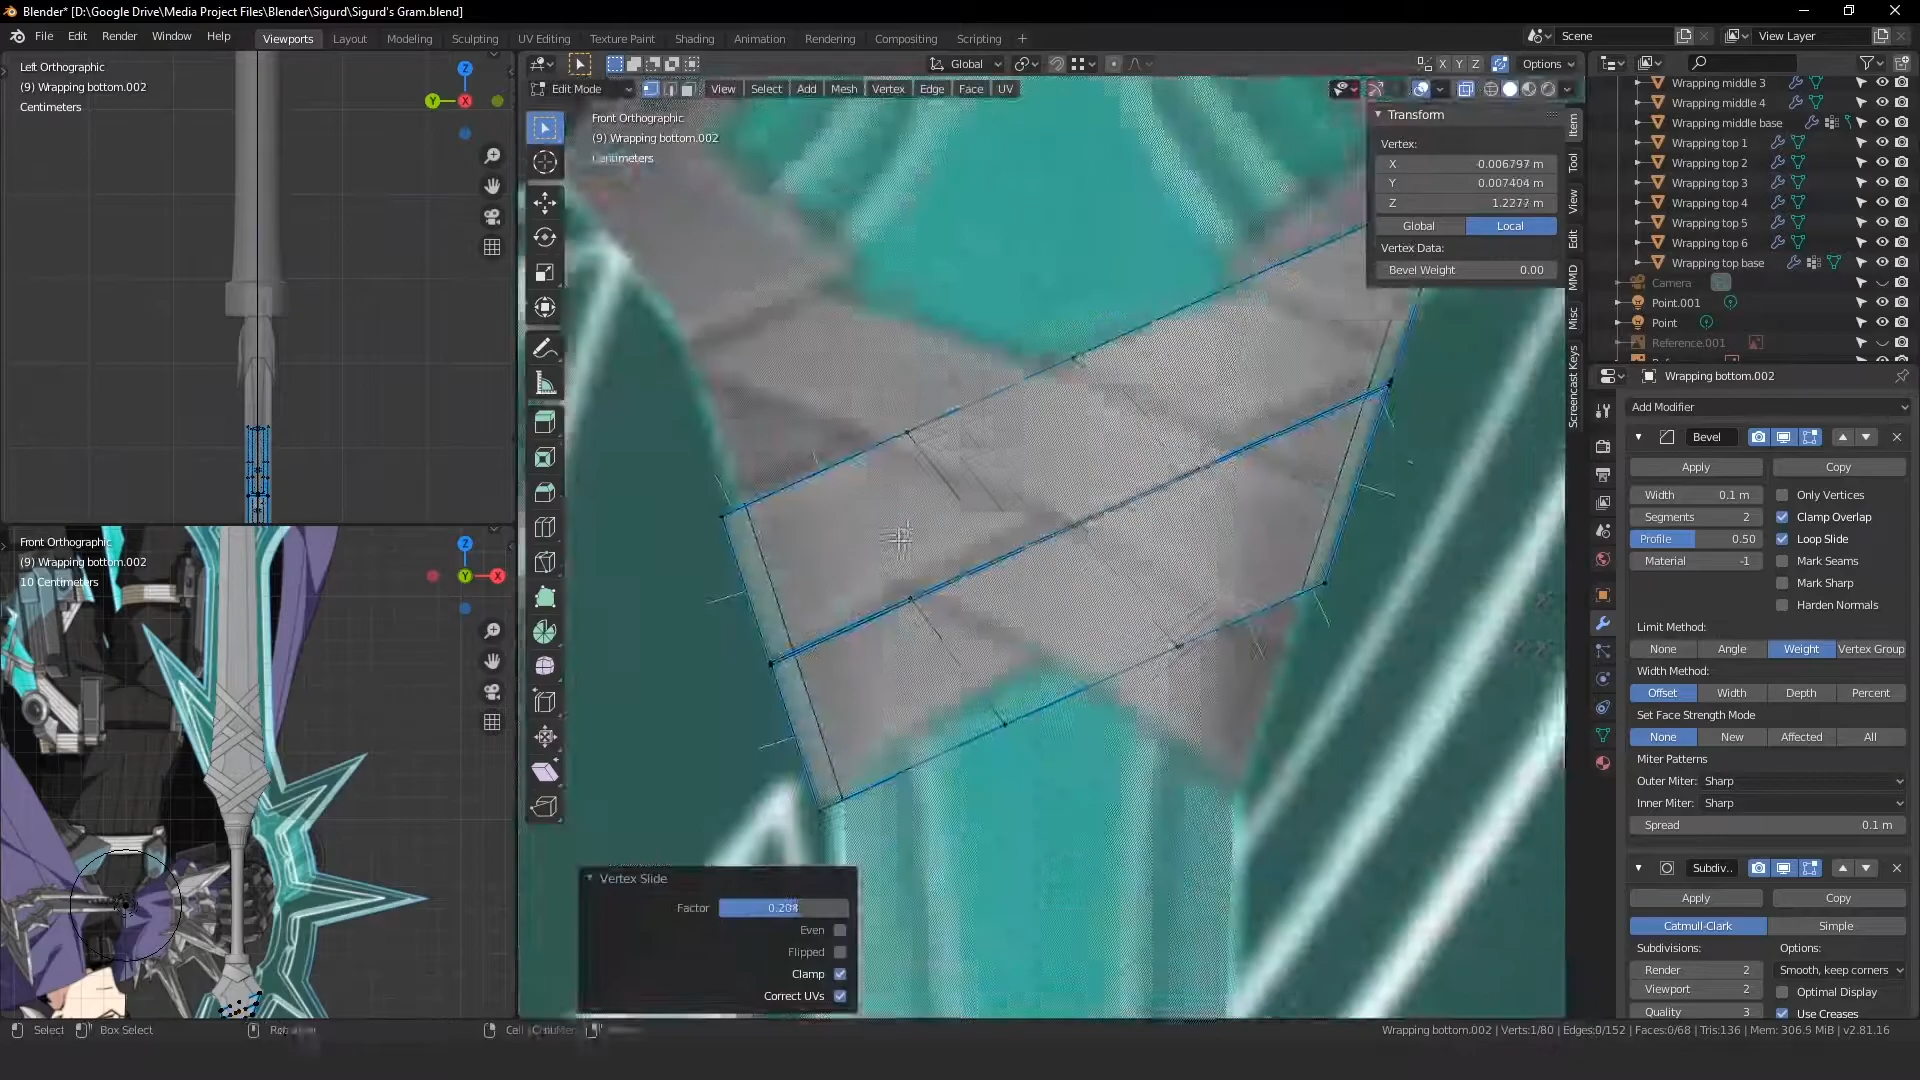 Blender* [D:\Google Drive\Media Project Files\Blender\Sigurd\Sigurd's Gram.blend]
File Edit Render Window Help
Viewports Layout Modeling Sculpting UV Editing Texture Paint Shading Animation Rendering Compositing Scripting
Scene
View Layer
Left Orthographic
(9) Wrapping bottom.002
Centimeters
Global
X Y Z
Options
Edit Mode
View Select Add Mesh Vertex Edge Face UV
Front Orthographic
(9) Wrapping bottom.002
Centimeters
Transform
Vertex:
X -0.006797 m
Y 0.007404 m
Z
Global Local
Vertex Data:
Bevel Weight 0.00
Item
Tool
View
Edit
MMD
Misc
Screencast Keys
Wrapping middle 3
Wrapping middle 4
Wrapping middle base
Wrapping top 1
Wrapping top 2
Wrapping top 3
Wrapping top 4
Wrapping top 5
Wrapping top 6
Wrapping top base
Camera
Point.001
Point
Reference.001
Wrapping bottom.002
Add Modifier
Bevel
Apply Copy
Width 0.1 m
Only Vertices
Segments 2
Clamp Overlap
Profile 0.50
Loop Slide
Material -1
Mark Seams
Mark Sharp
Harden Normals
Limit Method:
None Angle Weight Vertex Group
Width Method:
Offset Width Depth Percent
Set Face Strength Mode
None New Affected All
Miter Patterns
Outer Miter: Sharp
Inner Miter: Sharp
Spread 0.1 m
Subdiv..
Apply Copy
Catmull-Clark Simple
Subdivisions: Options:
Render 2
Smooth, keep corners
Viewport 2
Optimal Display
Quality 3
Use Creases
Front Orthographic
(9) Wrapping bottom.002
10 Centimeters
Vertex Slide
Factor
Even
Flipped
Clamp
Correct UVs
Select Box Select
Wrapping bottom.002 | Verts:1/80 | Edges:0/152 | Faces:0/68 | Tris:136 | Mem: 306.5 MiB | v2.81.16